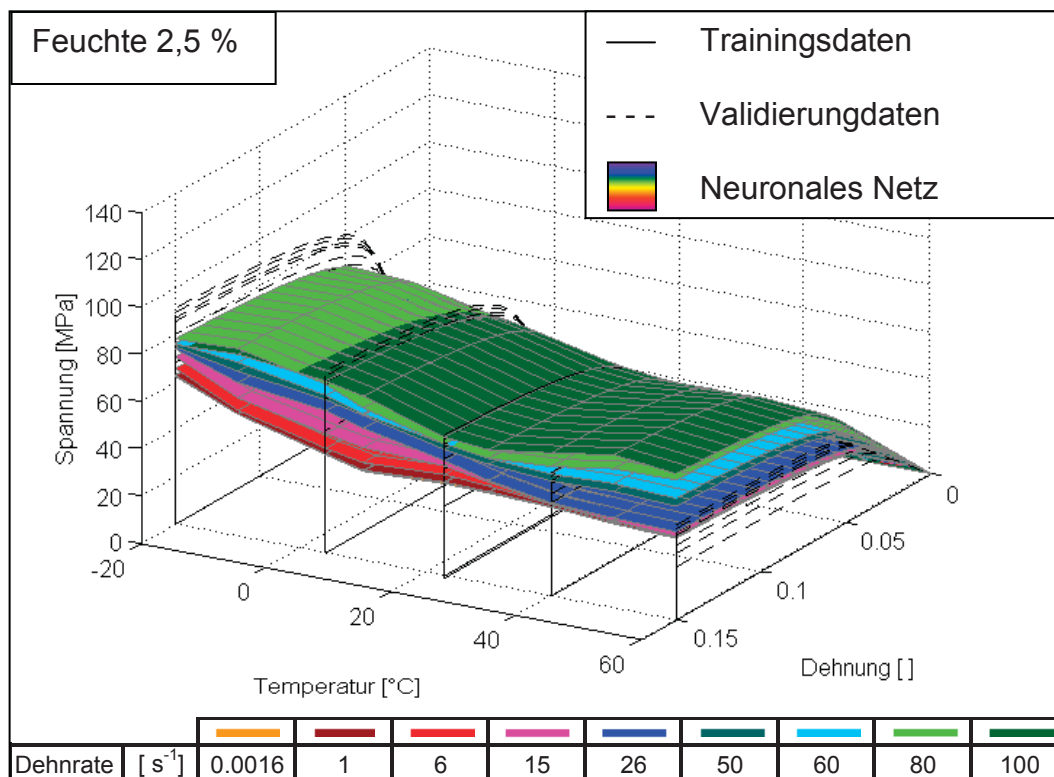 Feuchte 2,5 %
Trainingsdaten
Validierungdaten
Neuronales Netz
140
120
100
80
60
40
20
0
Spannung [MPa]
-20
0
20
40
60
Temperatur [°C]
0
0.05
0.1
0.15
Dehnung [ ]
Dehnrate [ s⁻¹] 0.0016 1 6 15 26 50 60 80 100